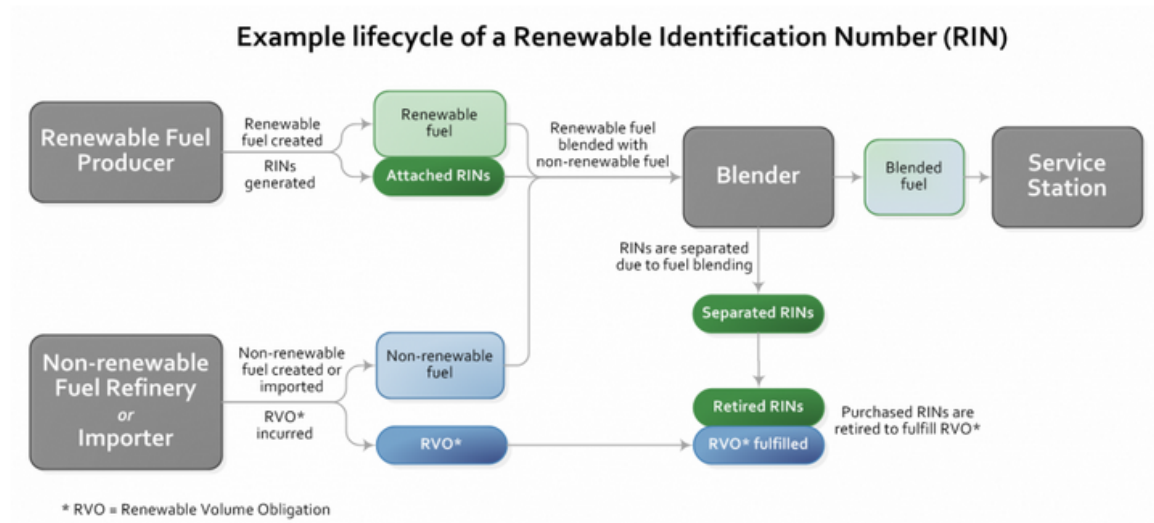 Example lifecycle of a Renewable Identification Number (RIN)
Renewable Fuel
Producer
Renewable
fuel created
RINs
generated
Renewable
fuel
Attached RINs
Renewable fuel
blended with
non-renewable fuel
Blender
Blended
fuel
Service
Station
RINs are separated
due to fuel blending
Separated RINs
Non-renewable
Fuel Refinery
or
Importer
Non-renewable
fuel created or
imported
RVO*
incurred
Non-renewable
fuel
RVO*
Retired RINs
RVO* fulfilled
Purchased RINs are
retired to fulfill RVO*
* RVO = Renewable Volume Obligation